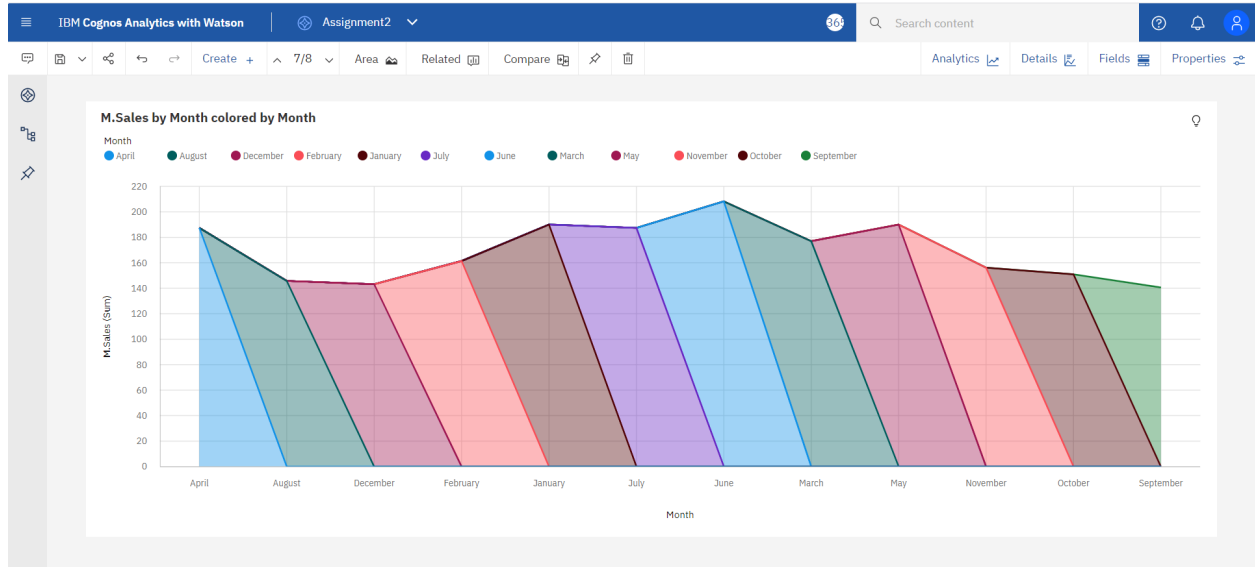 IBM Cognos Analytics with Watson
Assignment2
365
Search content
Create +
7/8
Area
Related
Compare
Analytics
Details
Fields
Properties
M.Sales by Month colored by Month
Month
April August December February January July June March May November October September
220
200
180
160
140
120
100
80
60
40
20
0
M.Sales (Sum)
April August December February January July June March May November October September
Month